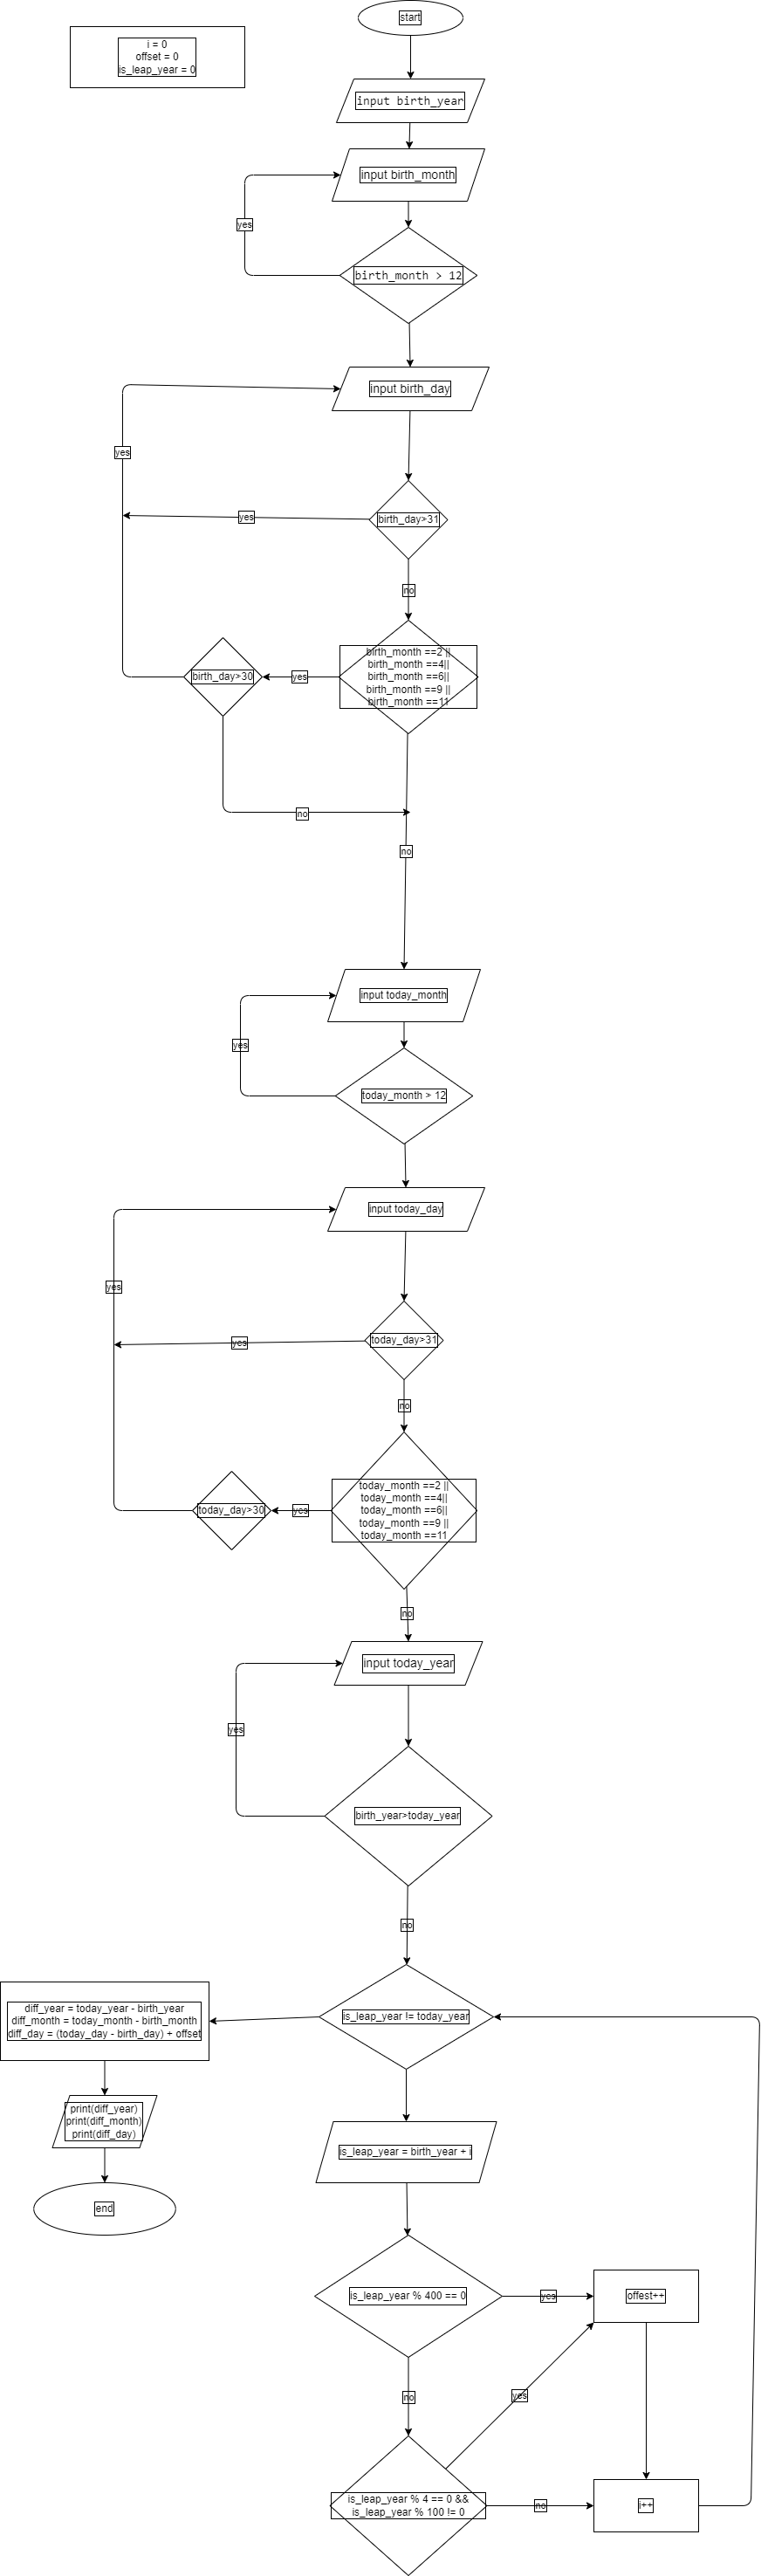 start
i = 0
offset = 0
is_leap_year = 0
input birth_year
input birth_month
yes
birth_month > 12
input birth_day
yes
yes
birth_day>31
no
birth_month ==2 ||
birth_month ==4||
birth_month ==6||
birth_month ==9 ||
birth_month ==11
yes
birth_day>30
no
no
input today_month
yes
today_month > 12
input today_day
yes
yes
today_day>31
no
today_month ==2 ||
today_month ==4||
today_month ==6||
today_month ==9 ||
today_month ==11
yes
today_day>30
no
input today_year
yes
birth_year>today_year
no
is_leap_year != today_year
diff_year = today_year - birth_year
diff_month = today_month - birth_month
diff_day = (today_day - birth_day) + offset
print(diff_year)
print(diff_month)
print(diff_day)
end
is_leap_year = birth_year + i
is_leap_year % 400 == 0
yes
offest++
no
yes
is_leap_year % 4 == 0 &&
is_leap_year % 100 != 0
no
i++